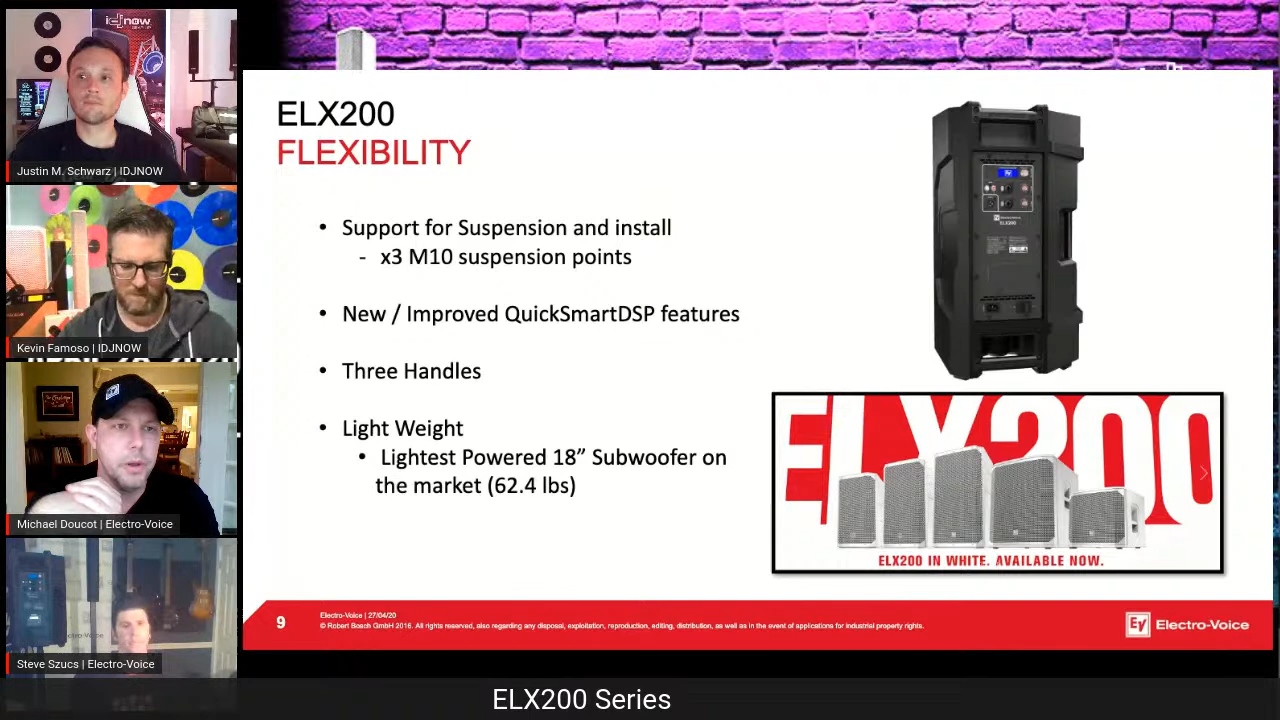 idjnow
Justin M. Schwarz | IDJNOW
Kevin Famoso | IDJNOW
Michael Doucot | Electro-Voice
Steve Szucs | Electro-Voice
ELX200
FLEXIBILITY
• Support for Suspension and install
- x3 M10 suspension points
• New / Improved QuickSmartDSP features
• Three Handles
• Light Weight
• Lightest Powered 18” Subwoofer on
the market (62.4 lbs)
EV
ELX200
ELX200
ELX200 IN WHITE. AVAILABLE NOW.
9
Electro-Voice | 27/04/20
© Robert Bosch GmbH 2016. All rights reserved, also regarding any disposal, exploitation, reproduction, editing, distribution, as well as in the event of applications for industrial property rights.
EV Electro-Voice
ELX200 Series